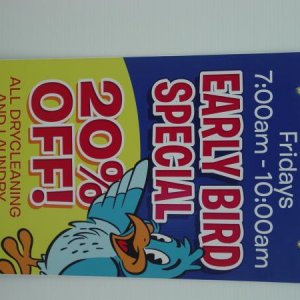 Fridays
7:00am - 10:00am
EARLY BIRD
SPECIAL
20%
OFF!
ALL DRYCLEANING
AND LAUNDRY